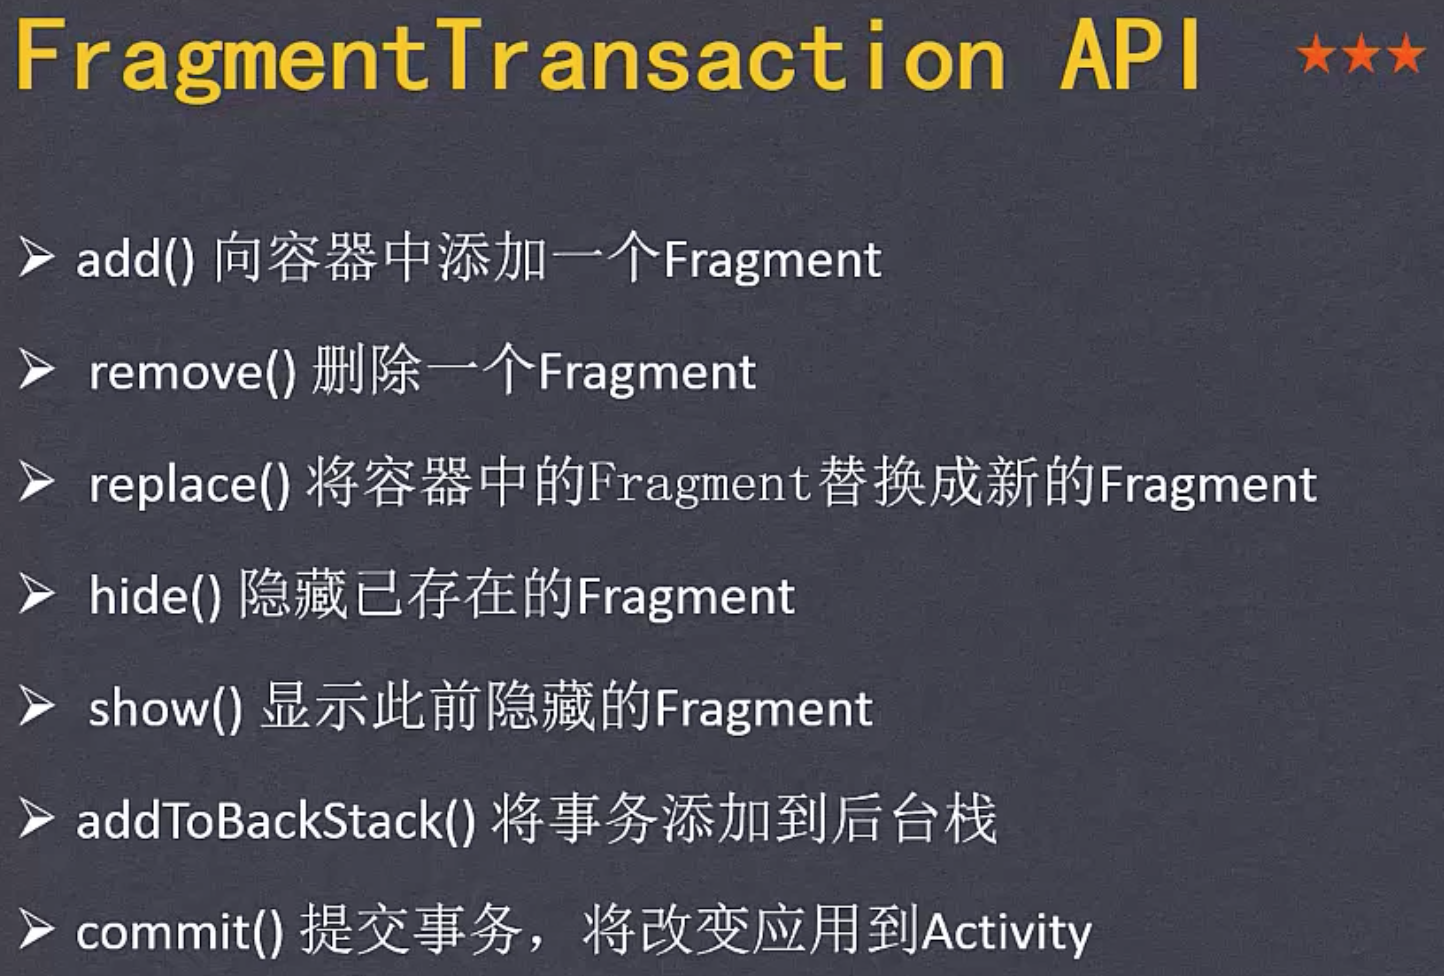 FragmentTransaction API ★★★
➢ add() 向容器中添加一个Fragment
➢ remove() 删除一个Fragment
➢ replace() 将容器中的Fragment替换成新的Fragment
➢ hide() 隐藏已存在的Fragment
➢ show() 显示此前隐藏的Fragment
➢ addToBackStack() 将事务添加到后台栈
➢ commit() 提交事务，将改变应用到Activity